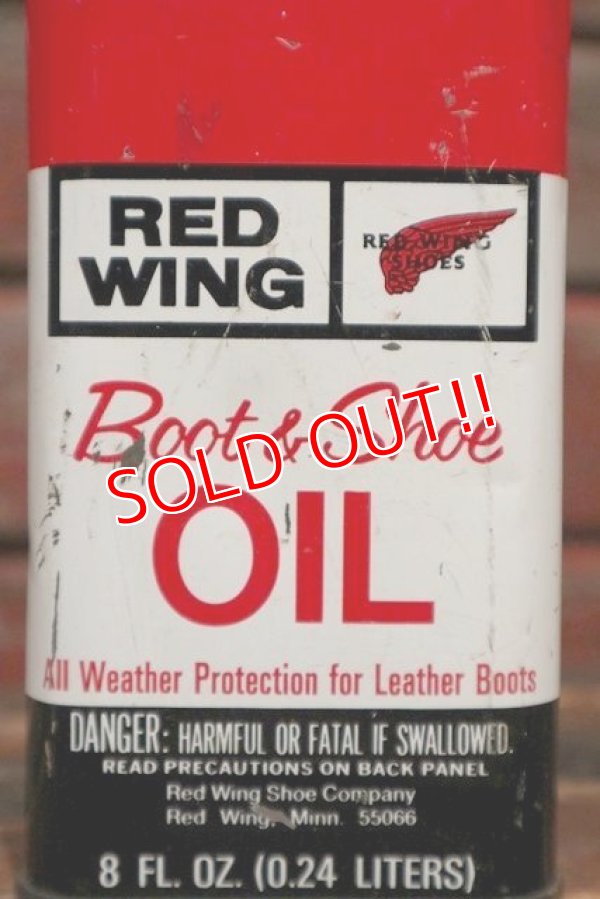 RED
WING
RED WING
SHOES
Boot & Shoe
SOLD OUT!!
OIL
All Weather Protection for Leather Boots
DANGER: HARMFUL OR FATAL IF SWALLOWED.
READ PRECAUTIONS ON BACK PANEL
Red Wing Shoe Company
Red Wing, Minn. 55066
8 FL. OZ. (0.24 LITERS)